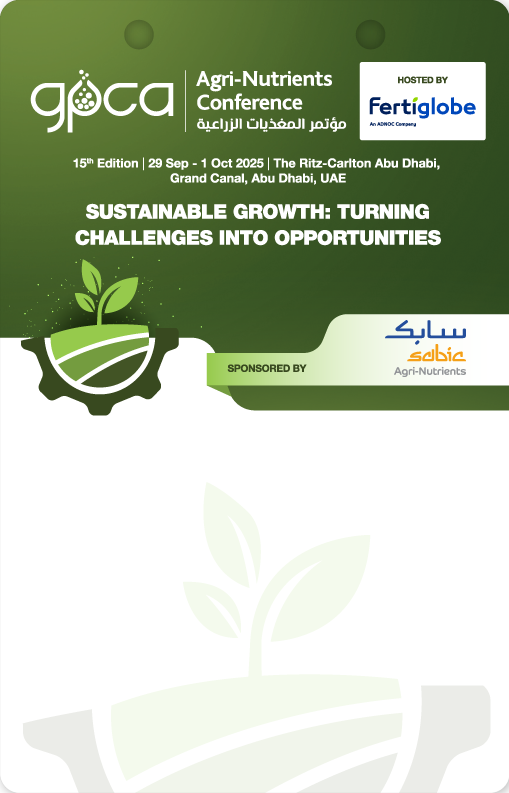 gpca
Agri-Nutrients
Conference
مؤتمر المغذيات الزراعية
HOSTED BY
Fertiglobe
An ADNOC Company
15th Edition | 29 Sep - 1 Oct 2025 | The Ritz-Carlton Abu Dhabi,
Grand Canal, Abu Dhabi, UAE
SUSTAINABLE GROWTH: TURNING
CHALLENGES INTO OPPORTUNITIES
SPONSORED BY
سابك
sabic
Agri-Nutrients